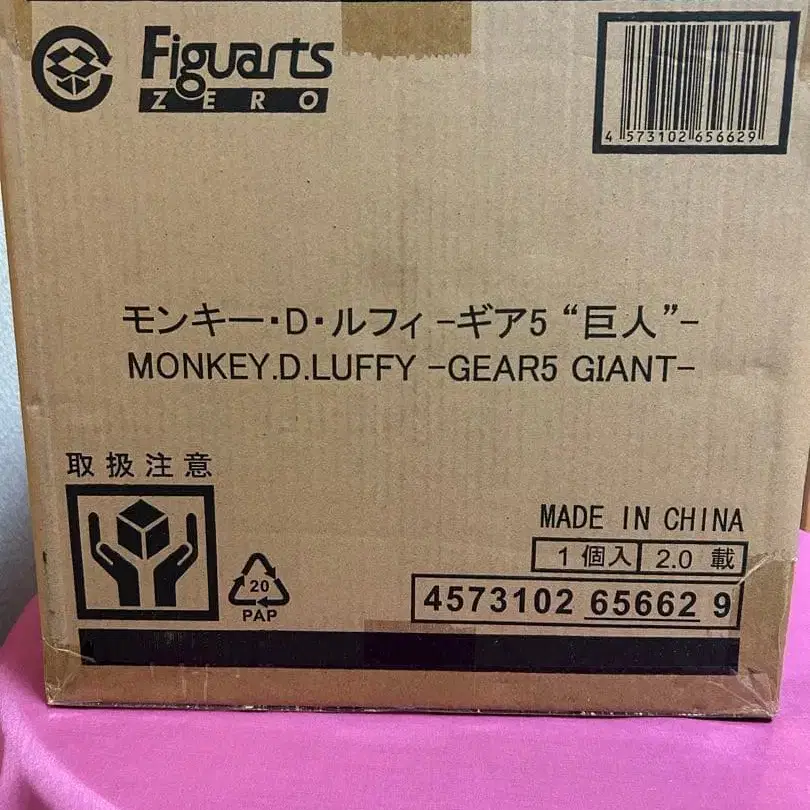 Figuarts
ZERO
4 573102 656629
モンキー・D・ルフィ -ギア5 “巨人”-
MONKEY.D.LUFFY -GEAR5 GIANT-
取扱注意
MADE IN CHINA
1個入 2.0 載
20
PAP
4573102 65662 9